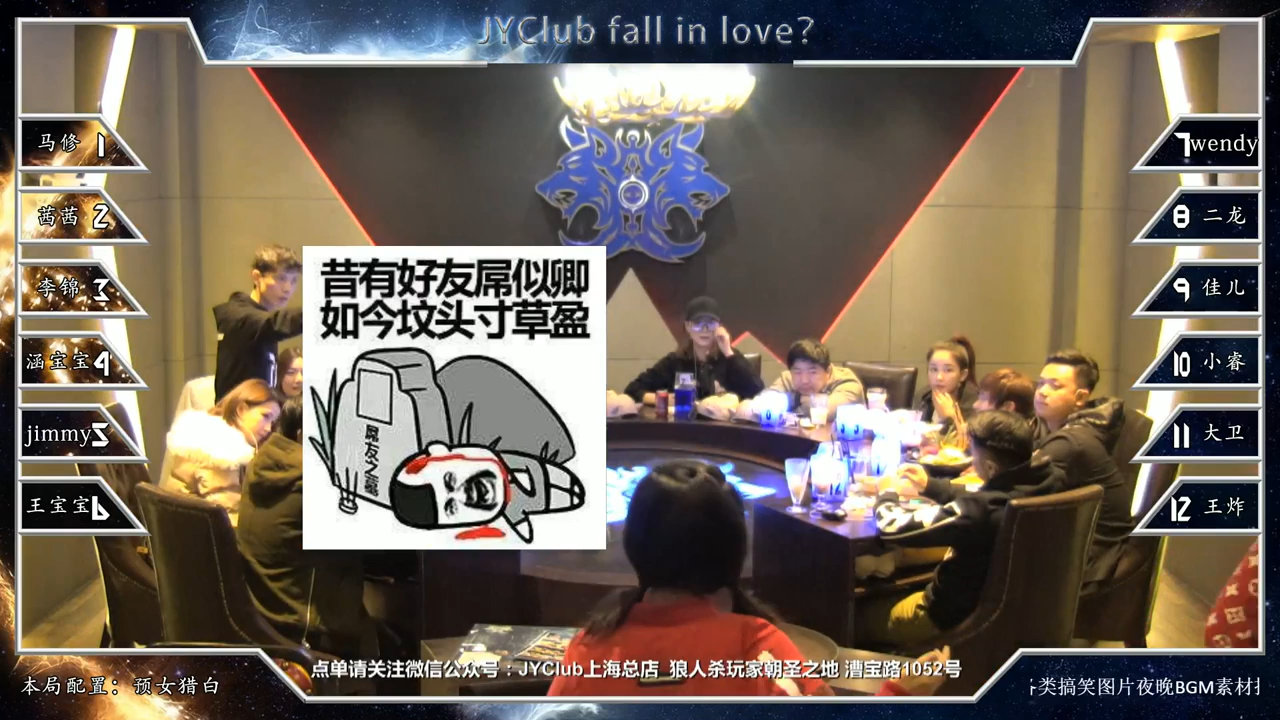 JYClub fall in love?
马修 1
茜茜 2
李锦 3
涵宝宝 4
jimmy 5
王宝宝 6
7 wendy
8 二龙
9 佳儿
10 小睿
11 大卫
12 王炸
昔有好友屌似卿
如今坟头寸草盈
屌友之墓
点单请关注微信公众号：JYClub上海总店 狼人杀玩家朝圣之地 漕宝路1052号
本局配置：预女猎白
类搞笑图片夜晚BGM素材